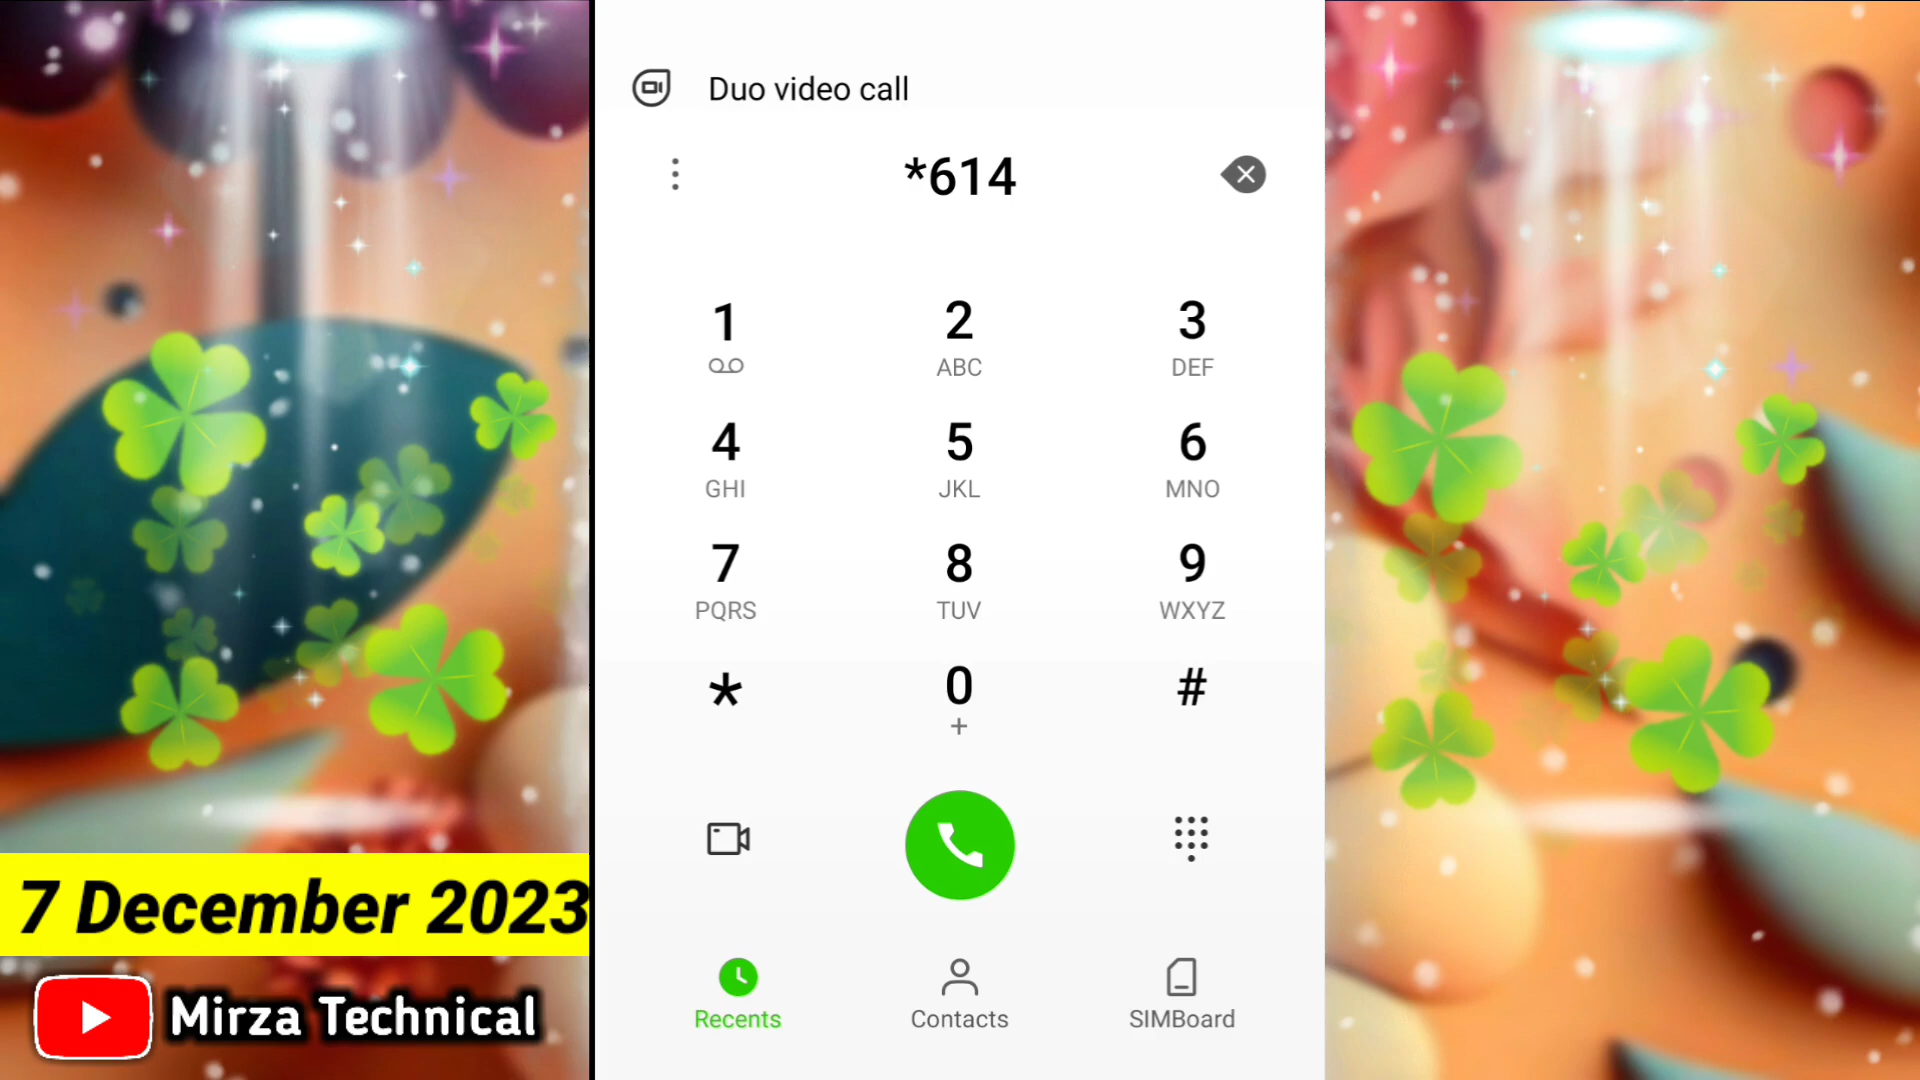 Duo video call
*614
1
2
ABC
3
DEF
4
GHI
5
JKL
6
MNO
7
PQRS
8
TUV
9
WXYZ
*
0
+
#
Recents
Contacts
SIMBoard
7 December 2023
Mirza Technical